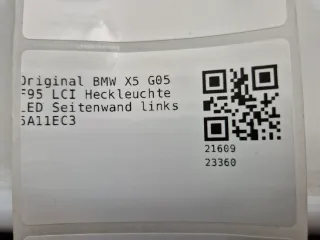 Original BMW X5 G05
F95 LCI Heckleuchte
LED Seitenwand links
5A11EC3
21609
23360